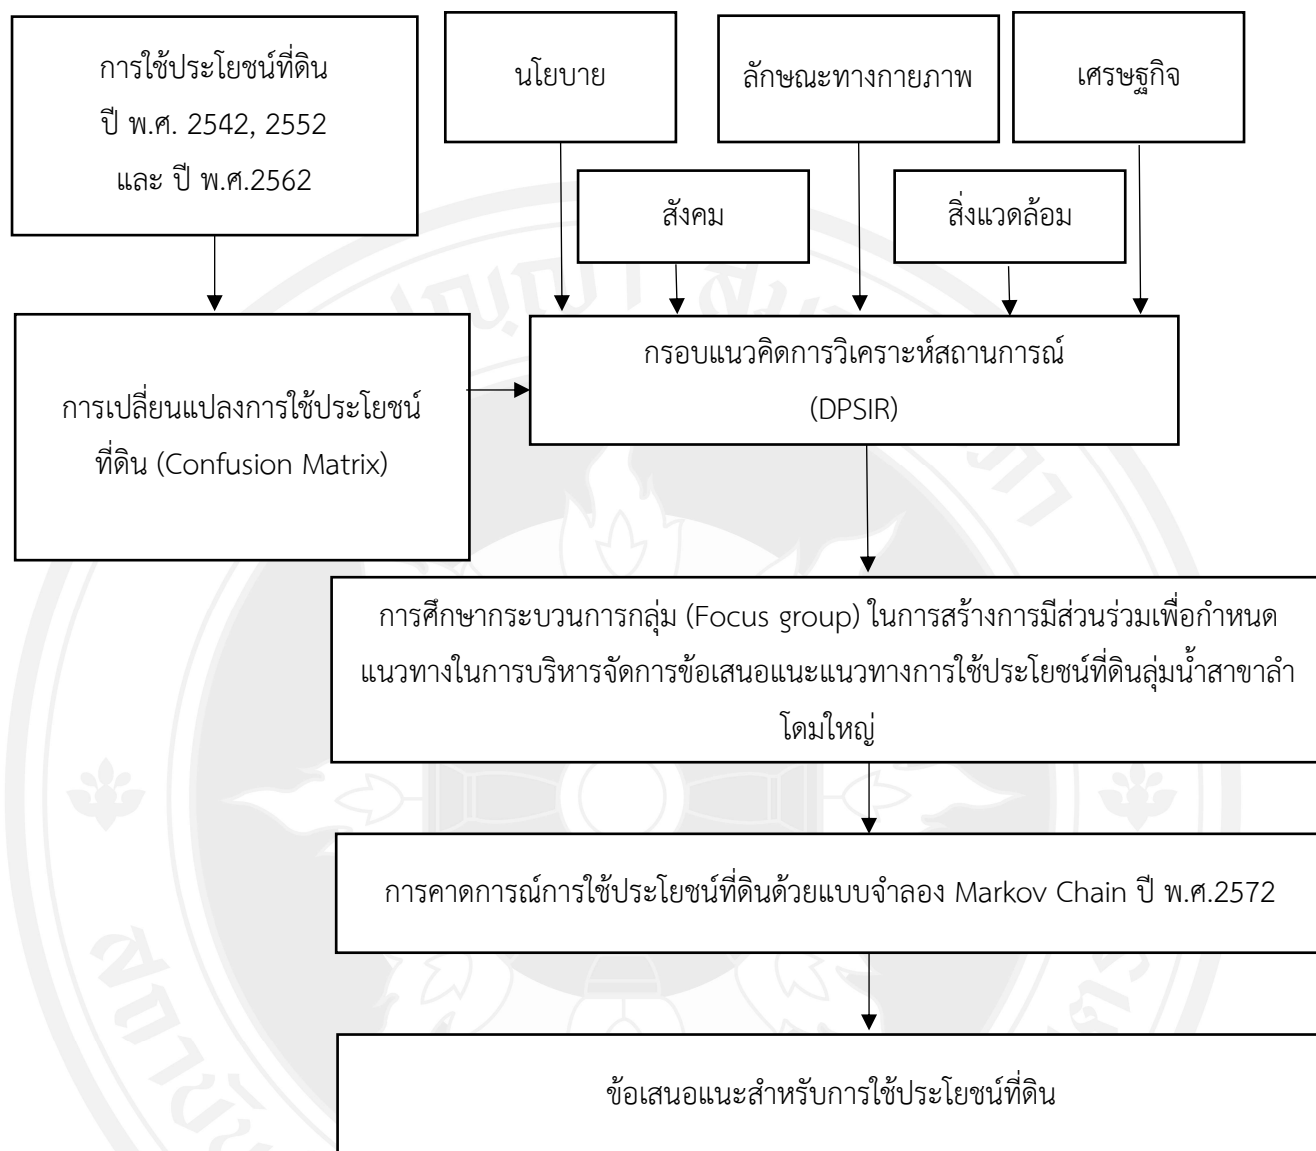 การใช้ประโยชน์ที่ดิน
ปี พ.ศ. 2542, 2552
และ ปี พ.ศ.2562
นโยบาย
ลักษณะทางกายภาพ
เศรษฐกิจ
สังคม
สิ่งแวดล้อม
การเปลี่ยนแปลงการใช้ประโยชน์
ที่ดิน (Confusion Matrix)
กรอบแนวคิดการวิเคราะห์สถานการณ์
(DPSIR)
การศึกษากระบวนการกลุ่ม (Focus group) ในการสร้างการมีส่วนร่วมเพื่อกำหนด
แนวทางในการบริหารจัดการข้อเสนอแนะแนวทางการใช้ประโยชน์ที่ดินลุ่มน้ำสาขาลำ
โดมใหญ่
การคาดการณ์การใช้ประโยชน์ที่ดินด้วยแบบจำลอง Markov Chain ปี พ.ศ.2572
ข้อเสนอแนะสำหรับการใช้ประโยชน์ที่ดิน